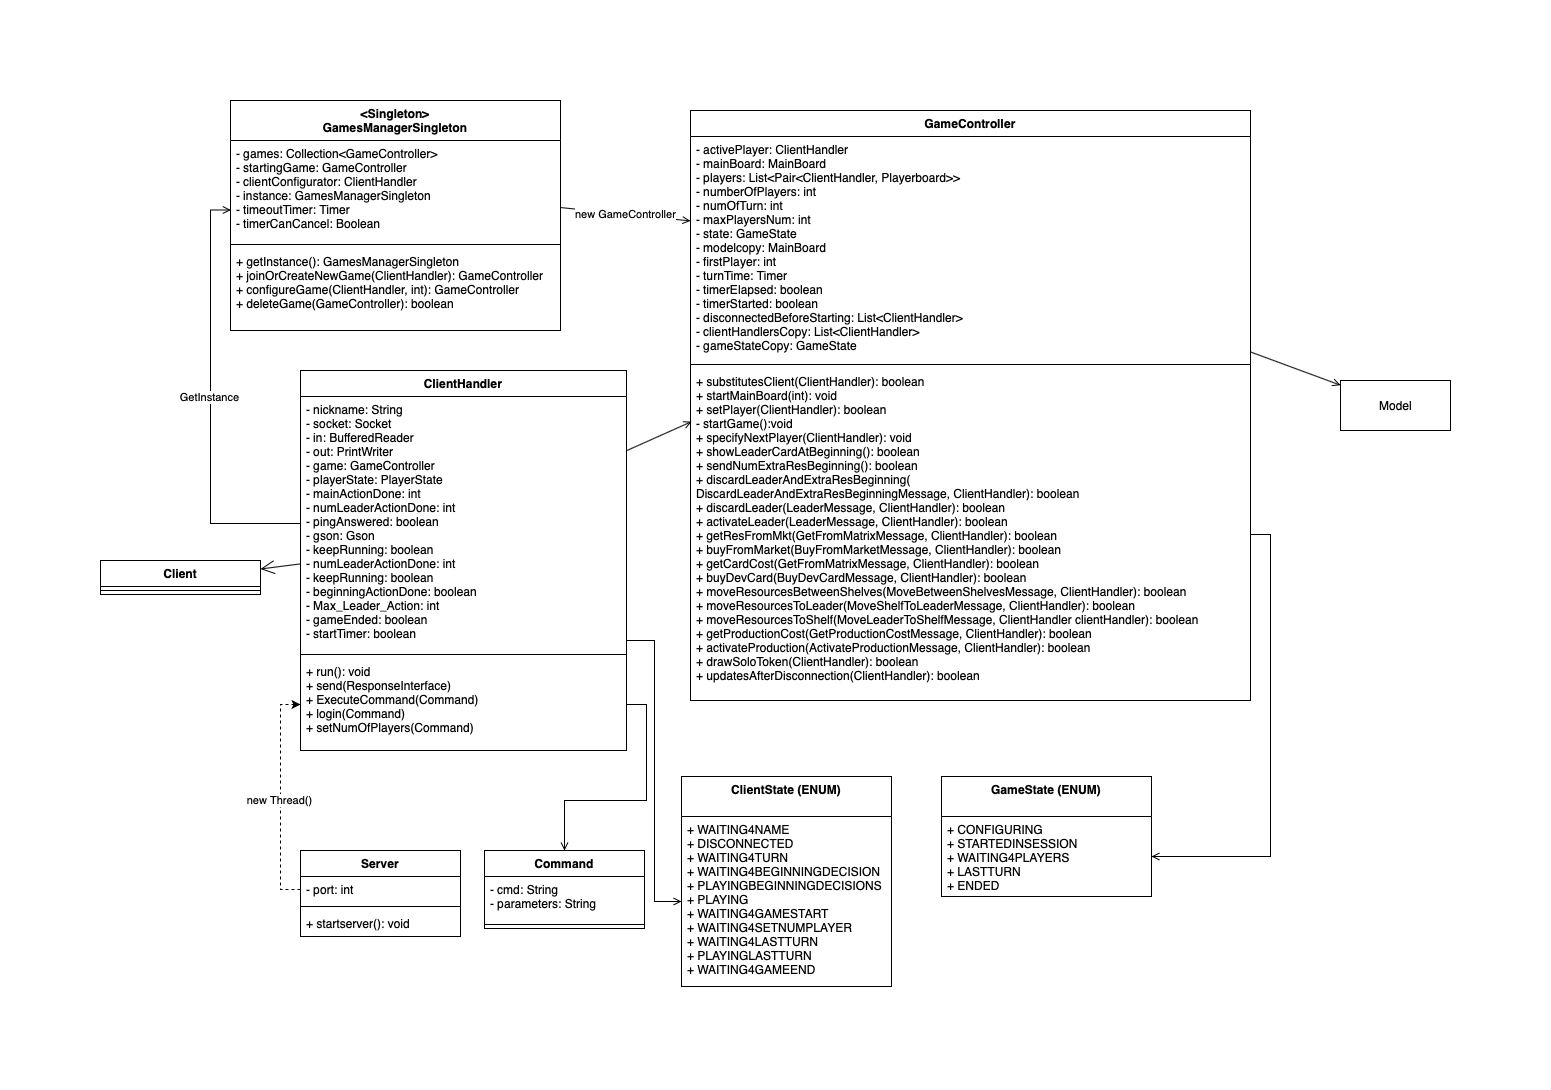 <Singleton>
GamesManagerSingleton
- games: Collection<GameController>
- startingGame: GameController
- clientConfigurator: ClientHandler
- instance: GamesManagerSingleton
- timeoutTimer: Timer
- timerCanCancel: Boolean
+ getInstance(): GamesManagerSingleton
+ joinOrCreateNewGame(ClientHandler): GameController
+ configureGame(ClientHandler, int): GameController
+ deleteGame(GameController): boolean
new GameController
GameController
- activePlayer: ClientHandler
- mainBoard: MainBoard
- players: List<Pair<ClientHandler, Playerboard>>
- numberOfPlayers: int
- numOfTurn: int
- maxPlayersNum: int
- state: GameState
- modelcopy: MainBoard
- firstPlayer: int
- turnTime: Timer
- timerElapsed: boolean
- timerStarted: boolean
- disconnectedBeforeStarting: List<ClientHandler>
- clientHandlersCopy: List<ClientHandler>
- gameStateCopy: GameState
+ substitutesClient(ClientHandler): boolean
+ startMainBoard(int): void
+ setPlayer(ClientHandler): boolean
- startGame():void
+ specifyNextPlayer(ClientHandler): void
+ showLeaderCardAtBeginning(): boolean
+ sendNumExtraResBeginning(): boolean
+ discardLeaderAndExtraResBeginning(
DiscardLeaderAndExtraResBeginningMessage, ClientHandler): boolean
+ discardLeader(LeaderMessage, ClientHandler): boolean
+ activateLeader(LeaderMessage, ClientHandler): boolean
+ getResFromMkt(GetFromMatrixMessage, ClientHandler): boolean
+ buyFromMarket(BuyFromMarketMessage, ClientHandler): boolean
+ getCardCost(GetFromMatrixMessage, ClientHandler): boolean
+ buyDevCard(BuyDevCardMessage, ClientHandler): boolean
+ moveResourcesBetweenShelves(MoveBetweenShelvesMessage, ClientHandler): boolean
+ moveResourcesToLeader(MoveShelfToLeaderMessage, ClientHandler): boolean
+ moveResourcesToShelf(MoveLeaderToShelfMessage, ClientHandler clientHandler): boolean
+ getProductionCost(GetProductionCostMessage, ClientHandler): boolean
+ activateProduction(ActivateProductionMessage, ClientHandler): boolean
+ drawSoloToken(ClientHandler): boolean
+ updatesAfterDisconnection(ClientHandler): boolean
Model
GetInstance
ClientHandler
- nickname: String
- socket: Socket
- in: BufferedReader
- out: PrintWriter
- game: GameController
- playerState: PlayerState
- mainActionDone: int
- numLeaderActionDone: int
- pingAnswered: boolean
- gson: Gson
- keepRunning: boolean
- numLeaderActionDone: int
- keepRunning: boolean
- beginningActionDone: boolean
- Max_Leader_Action: int
- gameEnded: boolean
- startTimer: boolean
+ run(): void
+ send(ResponseInterface)
+ ExecuteCommand(Command)
+ login(Command)
+ setNumOfPlayers(Command)
Client
new Thread()
Server
- port: int
+ startserver(): void
Command
- cmd: String
- parameters: String
ClientState (ENUM)
+ WAITING4NAME
+ DISCONNECTED
+ WAITING4TURN
+ WAITING4BEGINNINGDECISION
+ PLAYINGBEGINNINGDECISIONS
+ PLAYING
+ WAITING4GAMESTART
+ WAITING4SETNUMPLAYER
+ WAITING4LASTTURN
+ PLAYINGLASTTURN
+ WAITING4GAMEEND
GameState (ENUM)
+ CONFIGURING
+ STARTEDINSESSION
+ WAITING4PLAYERS
+ LASTTURN
+ ENDED